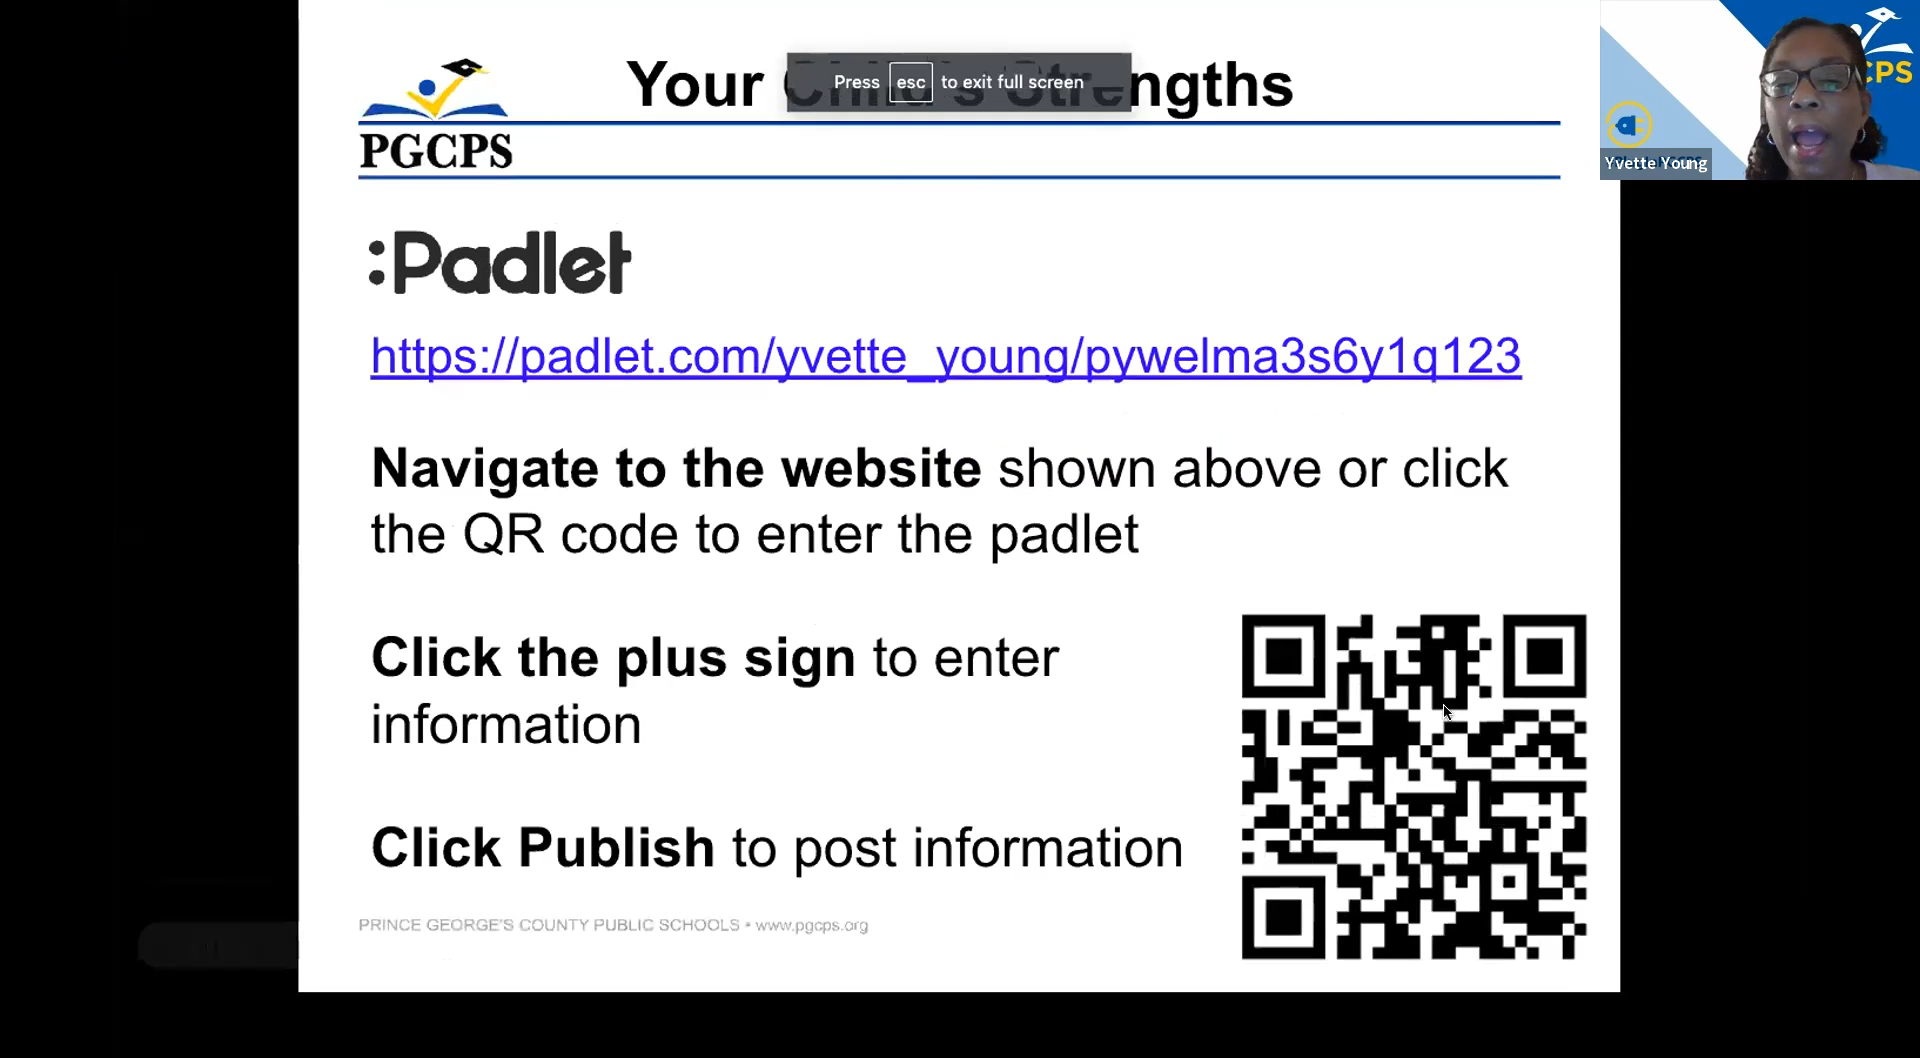 Your Child's Strengths
Press esc to exit full screen
PGCPS
CPS
Yvette Young
:Padlet
https://padlet.com/yvette_young/pywelma3s6y1q123
Navigate to the website shown above or click
the QR code to enter the padlet
Click the plus sign to enter
information
Click Publish to post information
PRINCE GEORGE'S COUNTY PUBLIC SCHOOLS • www.pgcps.org